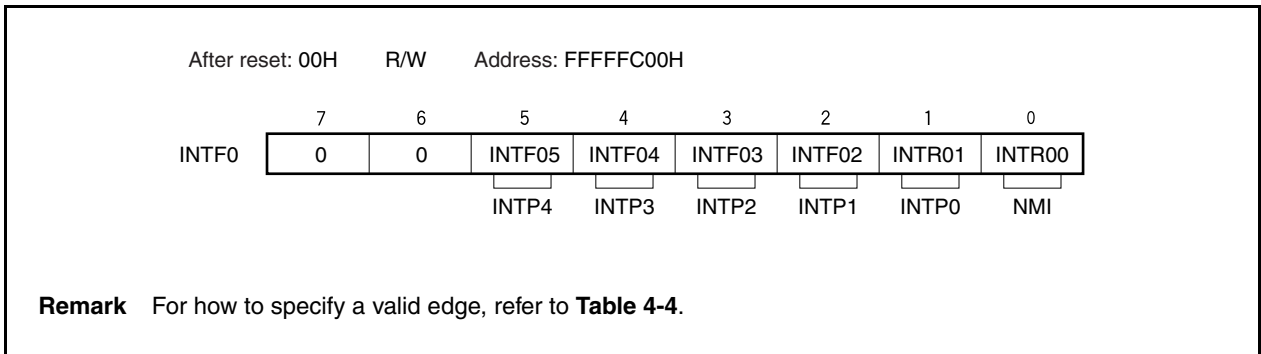 After reset: 00H R/W Address: FFFFFC00H
7 6 5 4 3 2 1 0
INTF0 0 0 INTF05 INTF04 INTF03 INTF02 INTR01 INTR00
INTP4 INTP3 INTP2 INTP1 INTP0 NMI
Remark For how to specify a valid edge, refer to Table 4-4.